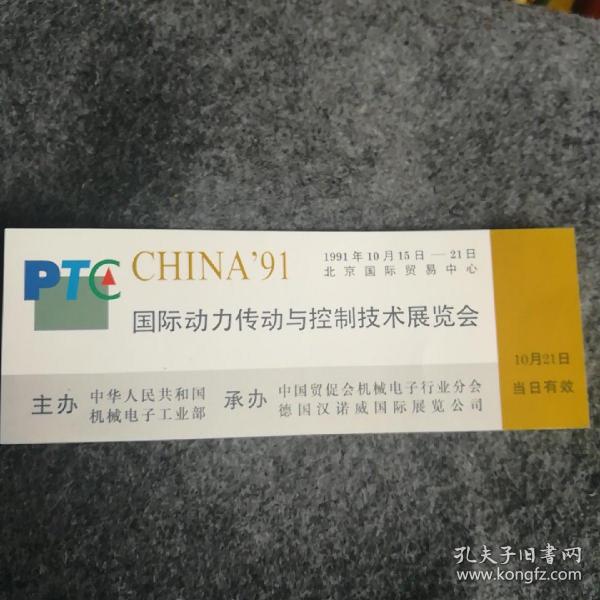 PTC
CHINA'91
1991年10月15日—21日
北京国际贸易中心
国际动力传动与控制技术展览会
主办
中华人民共和国
机械电子工业部
承办
中国贸促会机械电子行业分会
德国汉诺威国际展览公司
10月21日
当日有效
孔夫子旧书网
www.kongfz.com